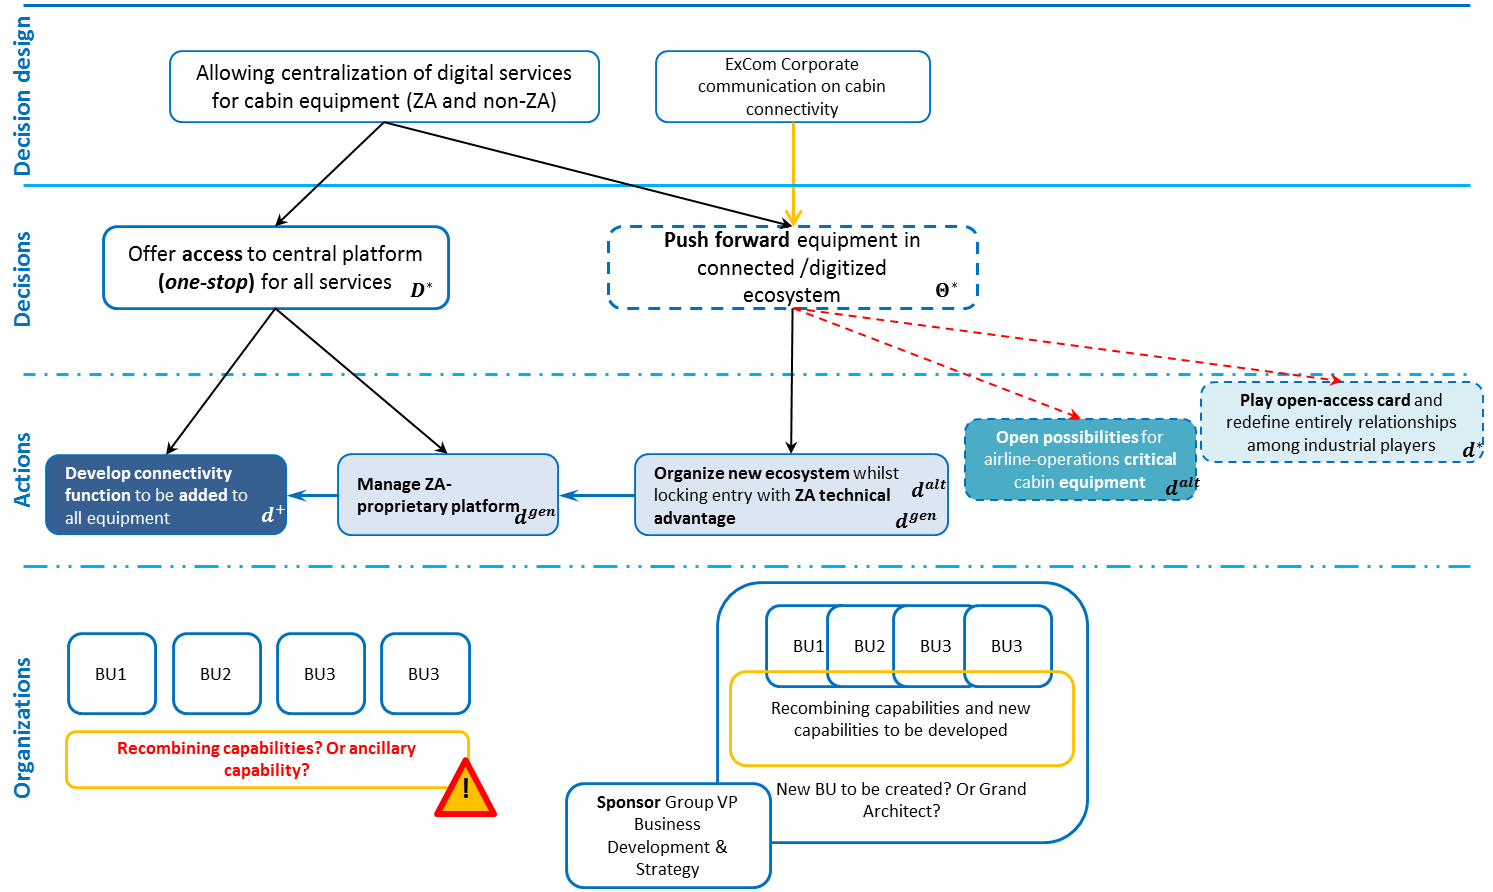 Decision design
Allowing centralization of digital services
for cabin equipment (ZA and non-ZA)
ExCom Corporate
communication on cabin
connectivity
Decisions
Offer access to central platform
(one-stop) for all services
D*
Push forward equipment in
connected /digitized
ecosystem
Θ*
Actions
Develop connectivity
function to be added to
all equipment
d+
Manage ZA-
proprietary platform
dgen
Organize new ecosystem whilst
locking entry with ZA technical
advantage
dalt
dgen
Open possibilities for
airline-operations critical
cabin equipment
dalt
Play open-access card and
redefine entirely relationships
among industrial players
d*
Organizations
BU1
BU2
BU3
BU3
Recombining capabilities? Or ancillary
capability?
!
BU1
BU2
BU3
BU3
Recombining capabilities and new
capabilities to be developed
New BU to be created? Or Grand
Architect?
Sponsor Group VP
Business
Development &
Strategy